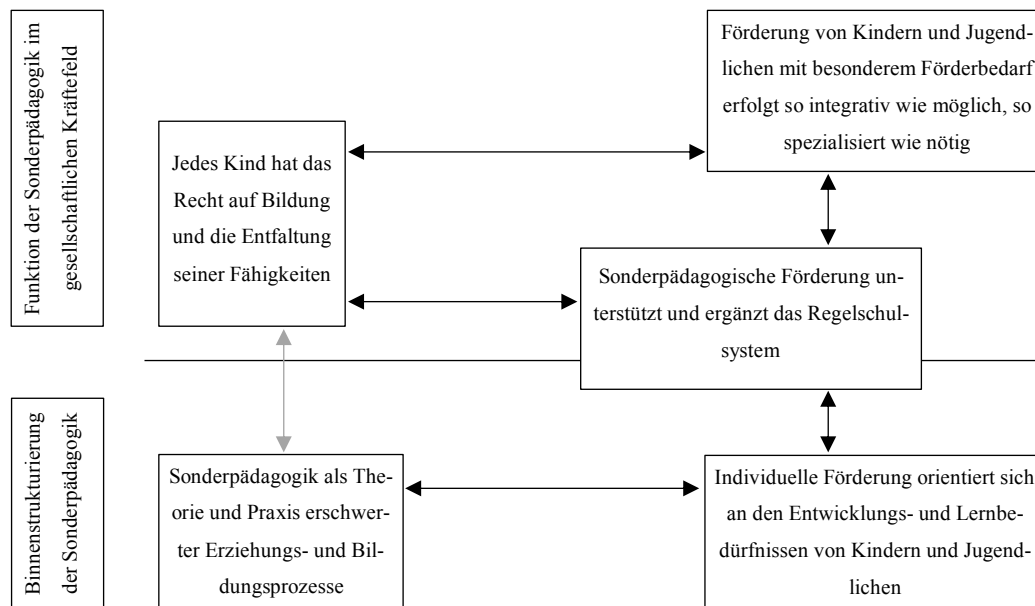 Funktion der Sonderpädagogik im
gesellschaftlichen Kräftefeld
Förderung von Kindern und Jugend-
lichen mit besonderem Förderbedarf
erfolgt so integrativ wie möglich, so
spezialisiert wie nötig
Jedes Kind hat das
Recht auf Bildung
und die Entfaltung
seiner Fähigkeiten
Sonderpädagogische Förderung un-
terstützt und ergänzt das Regelschul-
system
Binnenstrukturierung
der Sonderpädagogik
Sonderpädagogik als The-
orie und Praxis erschwer-
ter Erziehungs- und Bil-
dungsprozesse
Individuelle Förderung orientiert sich
an den Entwicklungs- und Lernbe-
dürfnissen von Kindern und Jugend-
lichen